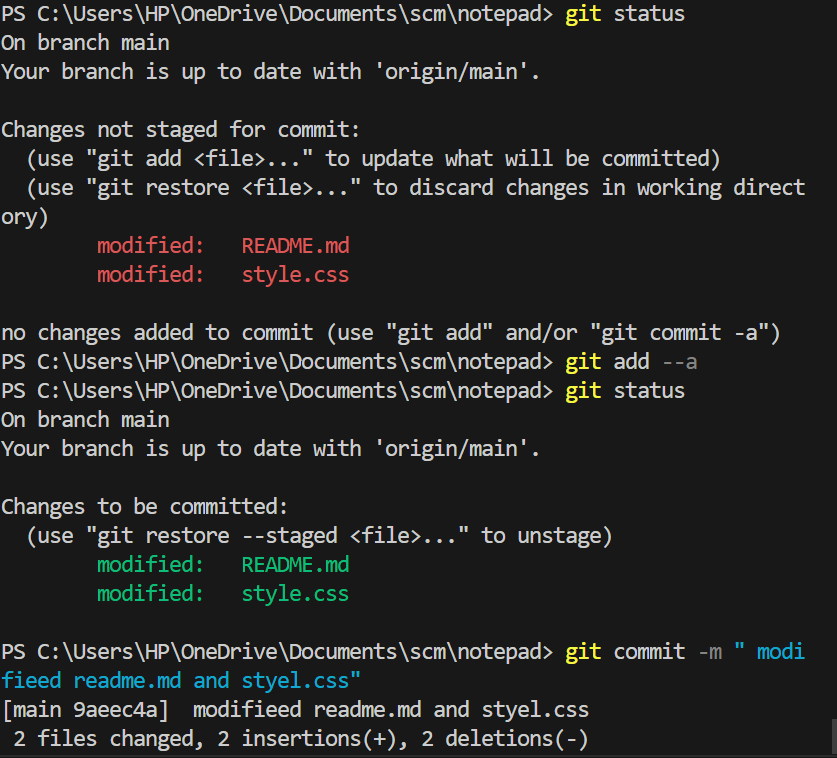 PS C:\Users\HP\OneDrive\Documents\scm\notepad> git status
On branch main
Your branch is up to date with 'origin/main'.

Changes not staged for commit:
  (use "git add <file>..." to update what will be committed)
  (use "git restore <file>..." to discard changes in working direct
ory)
        modified:   README.md
        modified:   style.css

no changes added to commit (use "git add" and/or "git commit -a")
PS C:\Users\HP\OneDrive\Documents\scm\notepad> git add --a
PS C:\Users\HP\OneDrive\Documents\scm\notepad> git status
On branch main
Your branch is up to date with 'origin/main'.

Changes to be committed:
  (use "git restore --staged <file>..." to unstage)
        modified:   README.md
        modified:   style.css

PS C:\Users\HP\OneDrive\Documents\scm\notepad> git commit -m " modi
fieed readme.md and styel.css"
[main 9aeec4a]  modifieed readme.md and styel.css
 2 files changed, 2 insertions(+), 2 deletions(-)